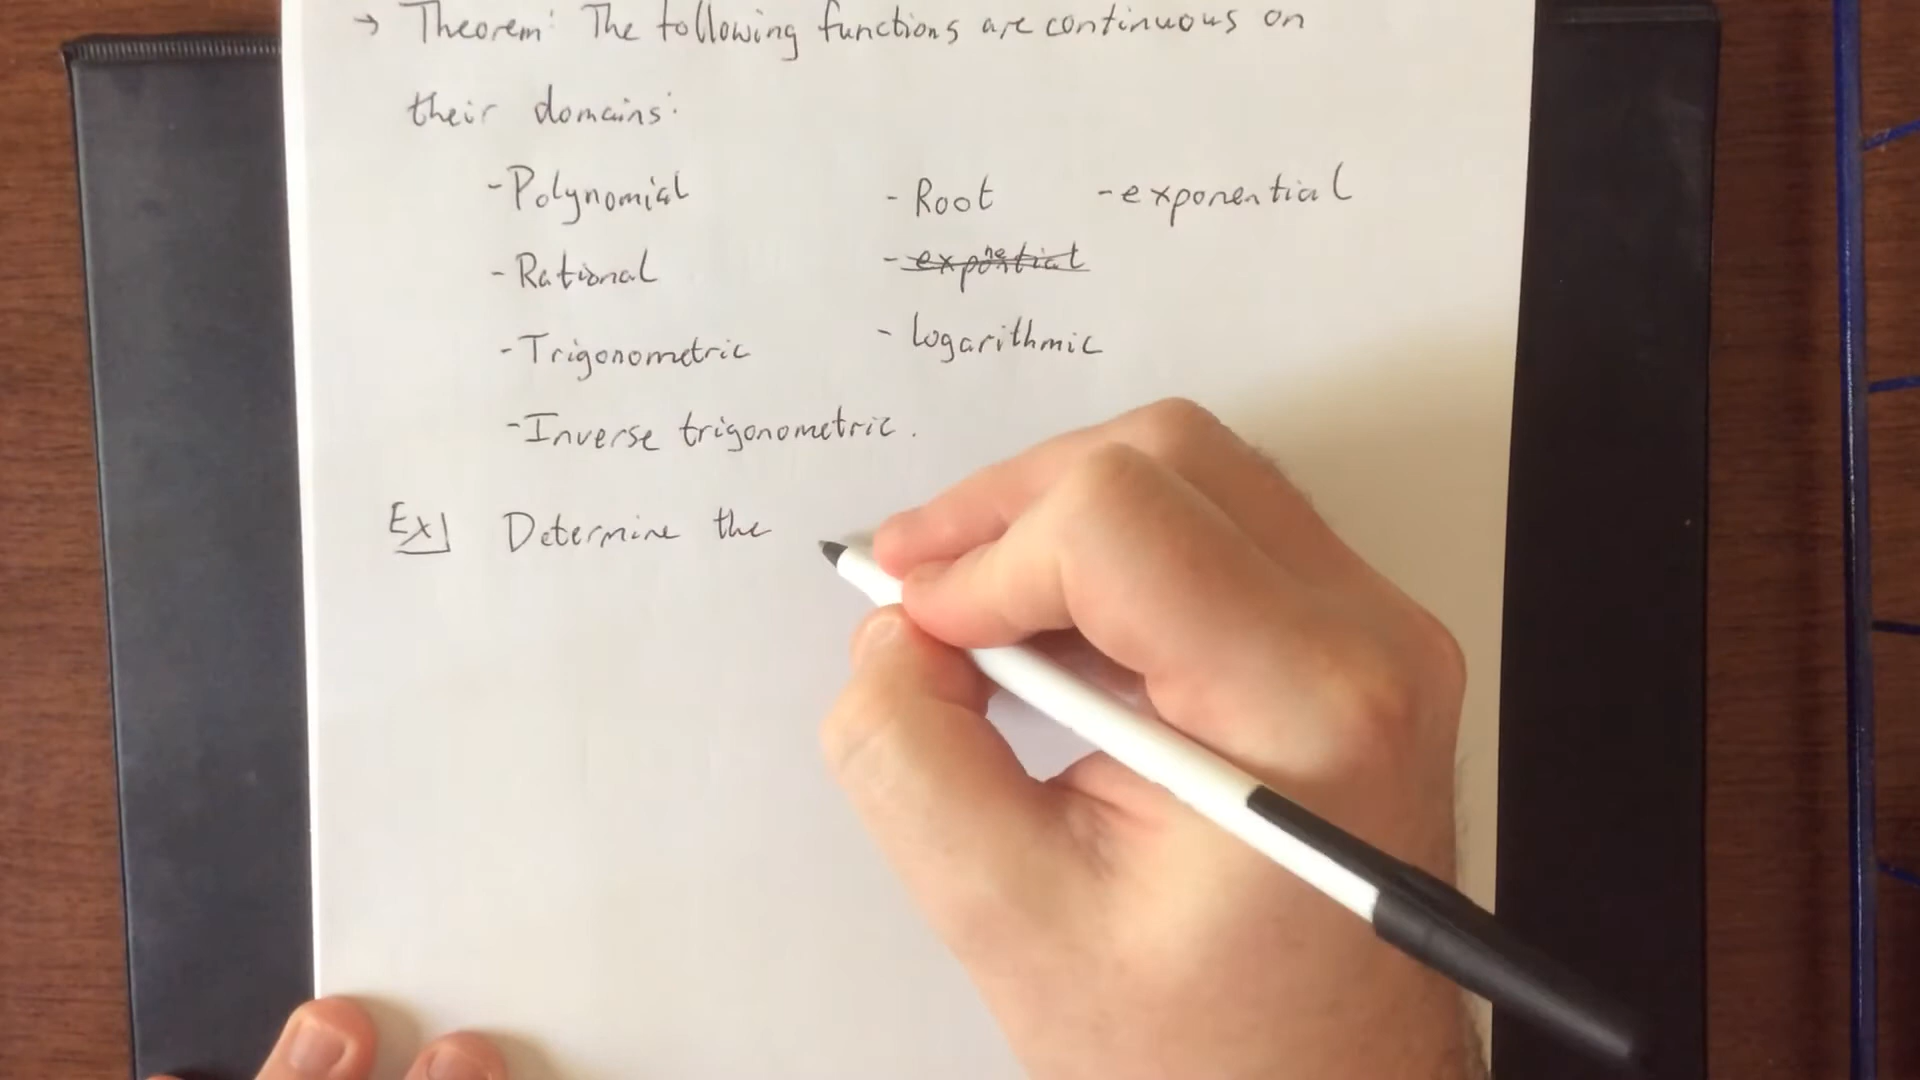 → Theorem: The following functions are continuous on
their domains:
- Polynomial - Root - exponential
- Rational - exponential
- Trigonometric - logarithmic
- Inverse trigonometric.
Ex] Determine the